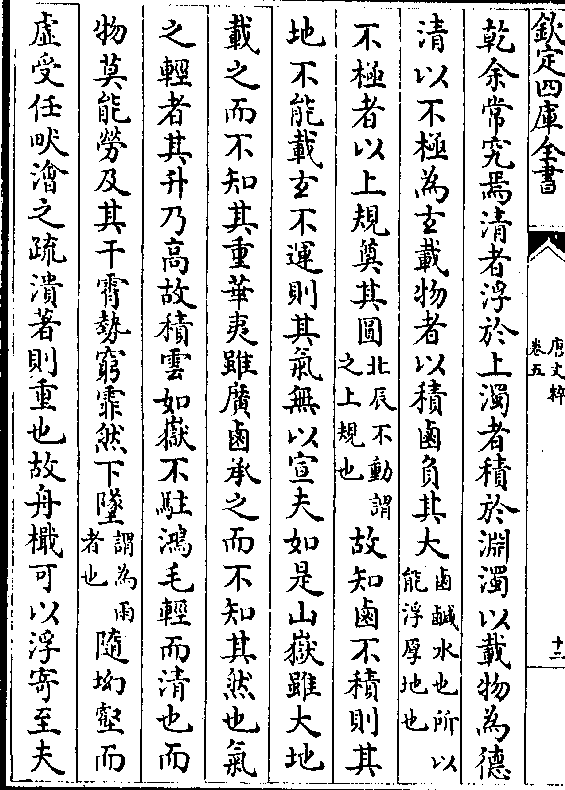 欽定四庫全書
唐文粹
卷五
十二
乾余常究焉清者浮於上濁者積於淵濁以載物為德
清以不極為玄載物者以積鹵負其大鹵鹹水也所以能浮厚地也
不極者以上規奠其圓北辰不動謂之上規也故知鹵不積則其
地不能載玄不運則其氣無以宣夫如是山嶽雖大地
載之而不知其重華夷雖廣鹵承之而不知其然也氣
之輕者其升乃高故積雲如嶽不駐鴻毛輕而清也而
物莫能勞及其干霄勢窮霏然下墜謂為雨者也隨坳壑而
虛受任畎澮之疏潰著則重也故舟檝可以浮寄至夫